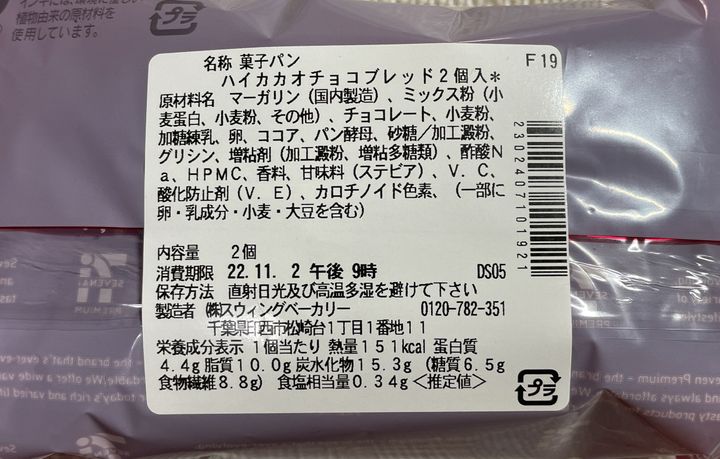 インキには、環境に優しい
植物由来の原材料を
使用しています。
プラ
名称 菓子パン
F19
ハイカカオチョコブレッド2個入*
原材料名 マーガリン（国内製造）、ミックス粉（小
麦蛋白、小麦粉、その他）、チョコレート、小麦粉、
加糖練乳、卵、ココア、パン酵母、砂糖／加工澱粉、
グリシン、増粘剤（加工澱粉、増粘多糖類）、酢酸N
a、HPMC、香料、甘味料（ステビア）、V．C、
酸化防止剤（V．E）、カロチノイド色素、（一部に
卵・乳成分・小麦・大豆を含む）
2302407101921
内容量 2個
消費期限 22.11. 2 午後 9時 DS05
保存方法 直射日光及び高温多湿を避けて下さい
製造者 ㈱スウィングベーカリー 0120-782-351
千葉県印西市松崎台1丁目1番地11
栄養成分表示 1個当たり 熱量151kcal 蛋白質
4.4g 脂質10.0g 炭水化物15.3g（糖質6.5g
食物繊維8.8g） 食塩相当量0.34g＜推定値＞
プラ
SEVEN
PREMIUM